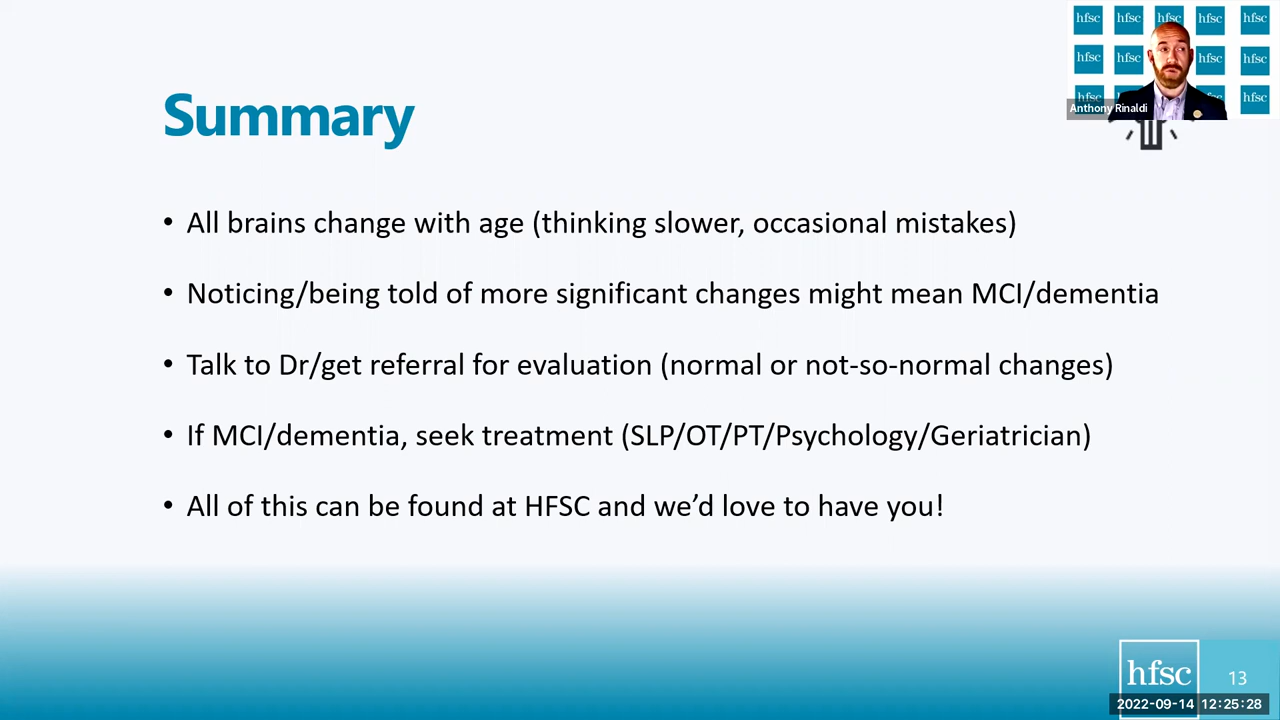 hfsc hfsc hfsc hfsc hfsc
hfsc hfsc hfsc hfsc
hfsc hfsc
Anthony Rinaldi
Summary
• All brains change with age (thinking slower, occasional mistakes)
• Noticing/being told of more significant changes might mean MCI/dementia
• Talk to Dr/get referral for evaluation (normal or not-so-normal changes)
• If MCI/dementia, seek treatment (SLP/OT/PT/Psychology/Geriatrician)
• All of this can be found at HFSC and we’d love to have you!
hfsc 13
2022-09-14 12:25:28